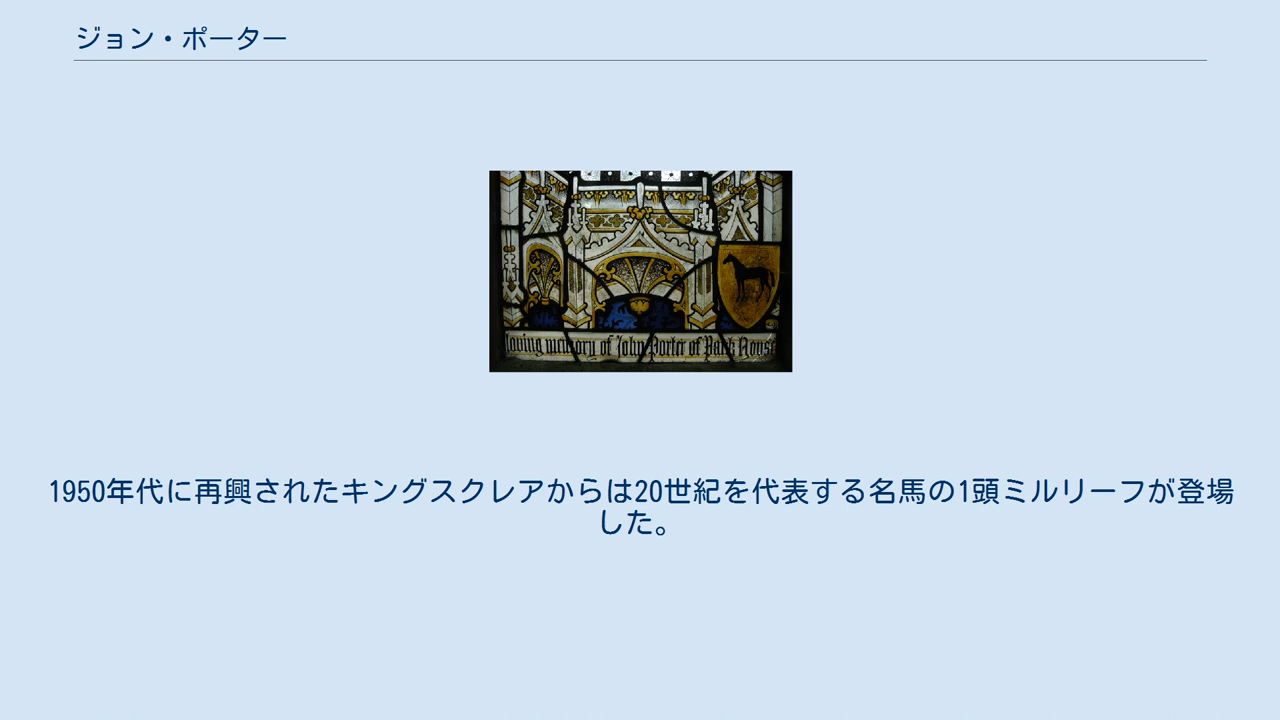 ジョン・ポーター
loving memory of John Porter of Park House
1950年代に再興されたキングスクレアからは20世紀を代表する名馬の1頭ミルリーフが登場
した。